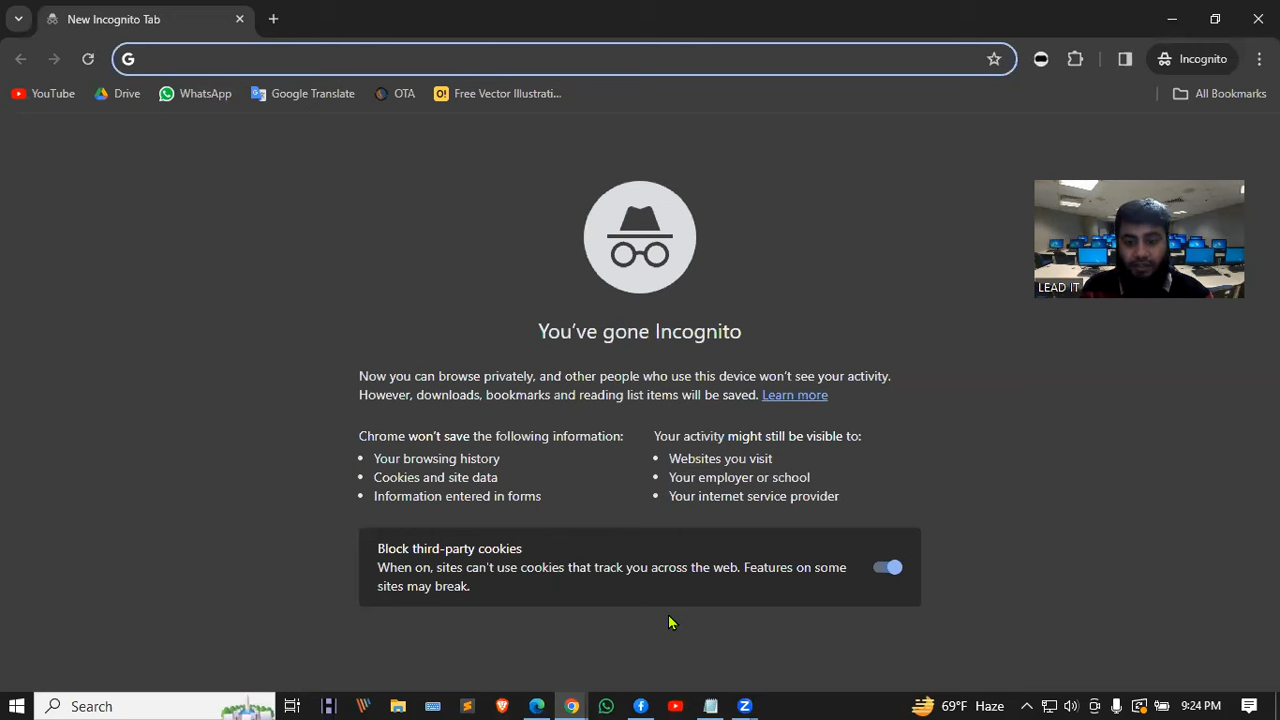 New Incognito Tab
YouTube
Drive
WhatsApp
Google Translate
OTA
Free Vector Illustrati...
Incognito
All Bookmarks
LEAD IT
You've gone Incognito
Now you can browse privately, and other people who use this device won't see your activity.
However, downloads, bookmarks and reading list items will be saved. Learn more
Chrome won't save the following information:
• Your browsing history
• Cookies and site data
• Information entered in forms
Your activity might still be visible to:
• Websites you visit
• Your employer or school
• Your internet service provider
Block third-party cookies
When on, sites can't use cookies that track you across the web. Features on some
sites may break.
Search
69°F Haze
9:24 PM